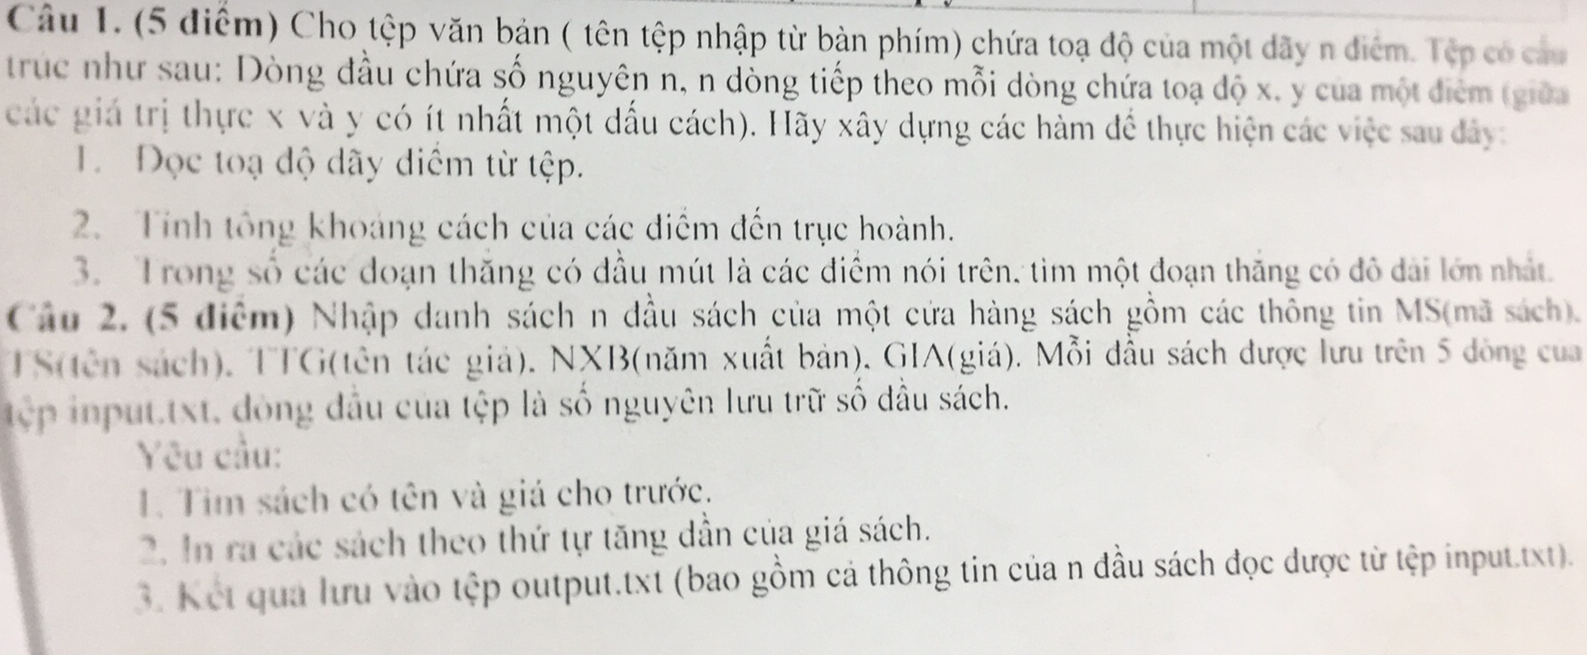 Câu 1. (5 điểm) Cho tệp văn bản ( tên tệp nhập từ bàn phím) chứa toạ độ của một dãy n điểm. Tệp có cấu
trúc như sau: Dòng đầu chứa số nguyên n, n dòng tiếp theo mỗi dòng chứa toạ độ x, y của một điểm (giữa
các giá trị thực x và y có ít nhất một dấu cách). Hãy xây dựng các hàm để thực hiện các việc sau đây:
1. Đọc toạ độ dãy điểm từ tệp.
2. Tính tổng khoảng cách của các điểm đến trục hoành.
3. Trong số các đoạn thẳng có đầu mút là các điểm nói trên, tìm một đoạn thẳng có độ dài lớn nhất.
Câu 2. (5 điểm) Nhập danh sách n đầu sách của một cửa hàng sách gồm các thông tin MS(mã sách),
TS(tên sách), TTG(tên tác giả), NXB(năm xuất bản), GIA(giá). Mỗi đầu sách được lưu trên 5 dòng của
tệp input.txt, dòng đầu của tệp là số nguyên lưu trữ số đầu sách.
Yêu cầu:
1. Tìm sách có tên và giá cho trước.
2. In ra các sách theo thứ tự tăng dần của giá sách.
3. Kết quả lưu vào tệp output.txt (bao gồm cả thông tin của n đầu sách đọc được từ tệp input.txt).